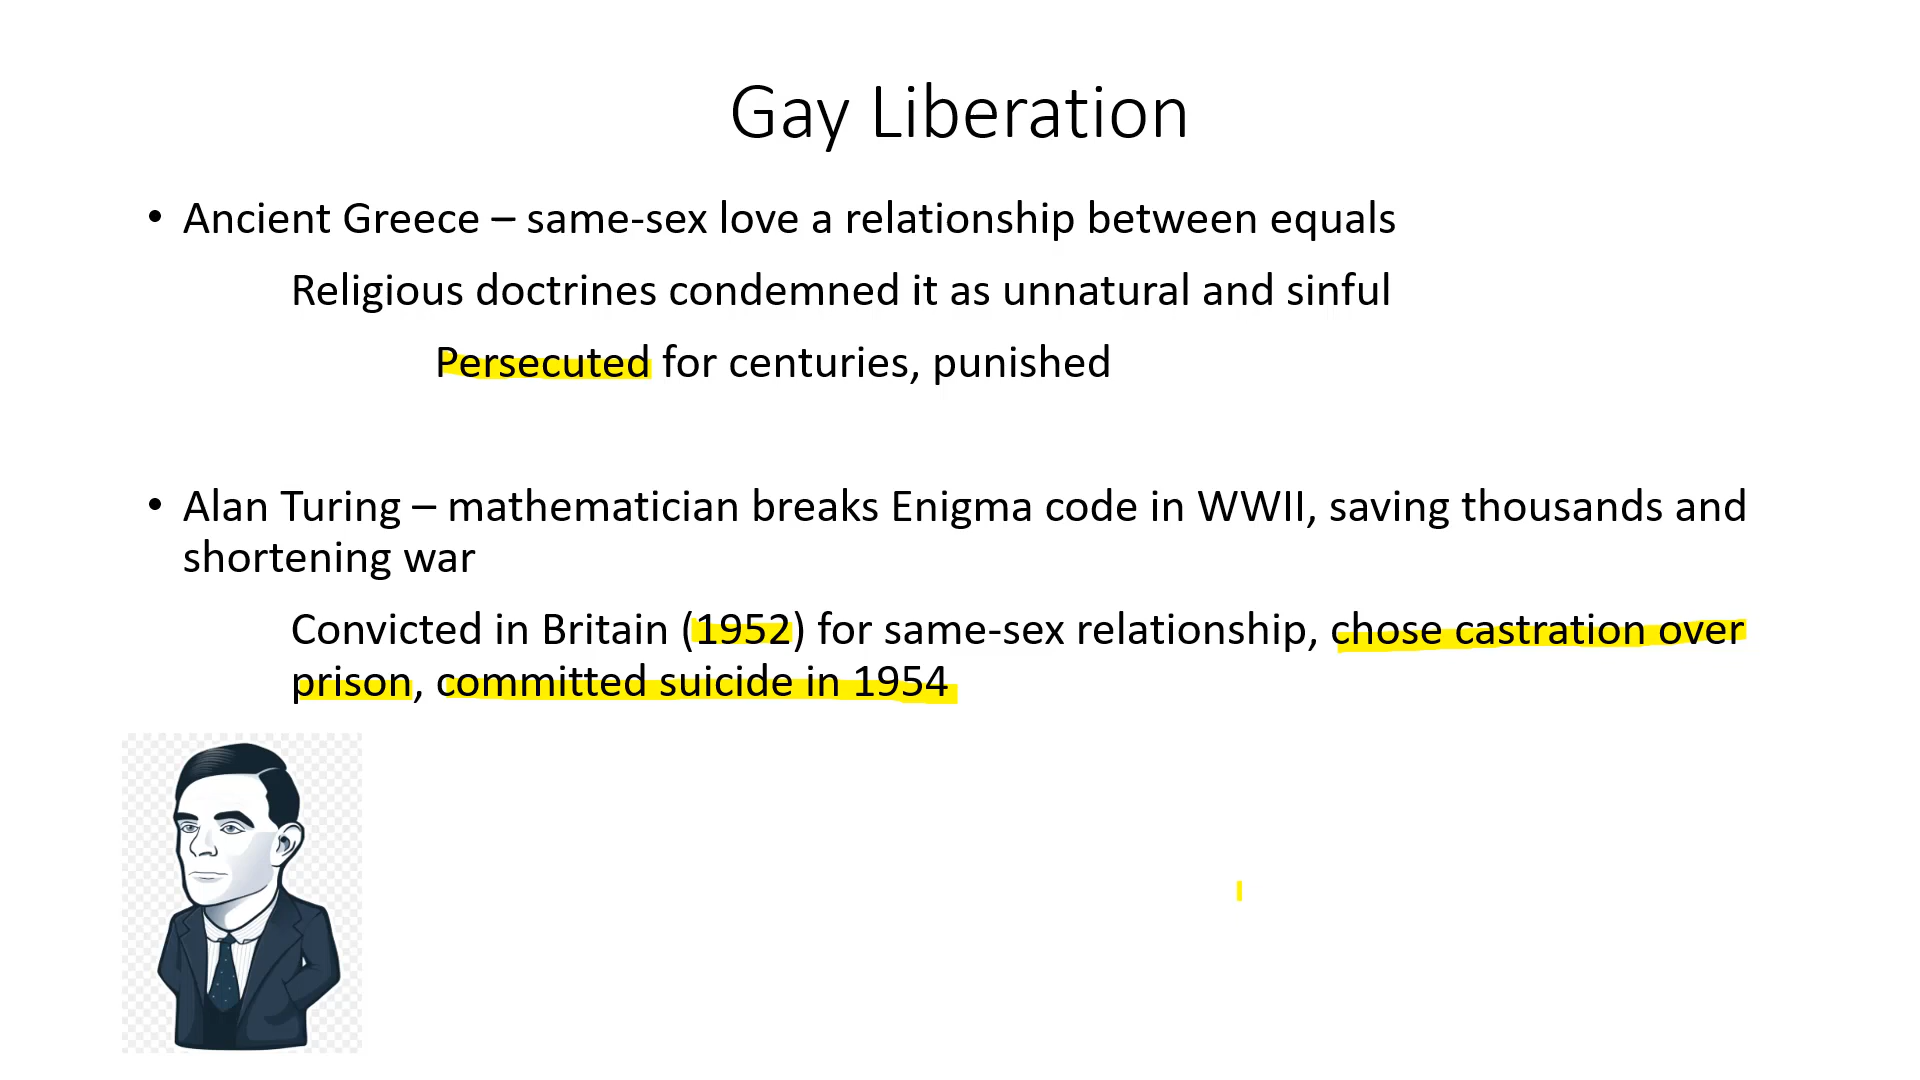 Gay Liberation
• Ancient Greece – same-sex love a relationship between equals
Religious doctrines condemned it as unnatural and sinful
Persecuted for centuries, punished
• Alan Turing – mathematician breaks Enigma code in WWII, saving thousands and
shortening war
Convicted in Britain (1952) for same-sex relationship, chose castration over
prison, committed suicide in 1954